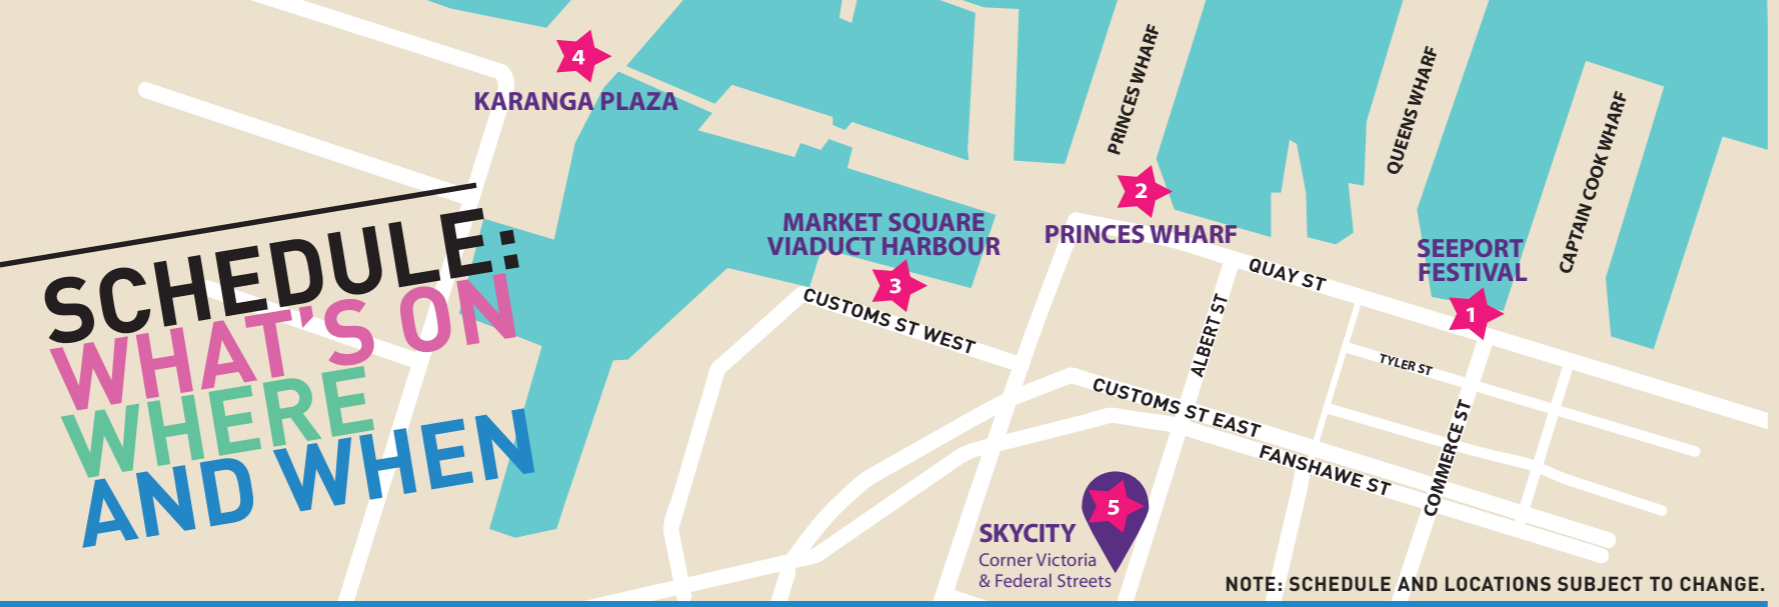 SCHEDULE:
WHAT'S ON
WHERE
AND WHEN
4
KARANGA PLAZA
MARKET SQUARE
VIADUCT HARBOUR
3
CUSTOMS ST WEST
PRINCES WHARF
2
PRINCES WHARF
QUEENS WHARF
CAPTAIN COOK WHARF
SEEPORT
FESTIVAL
1
QUAY ST
ALBERT ST
TYLER ST
CUSTOMS ST EAST
FANSHAWE ST
COMMERCE ST
5
SKYCITY
Corner Victoria
& Federal Streets
NOTE: SCHEDULE AND LOCATIONS SUBJECT TO CHANGE.